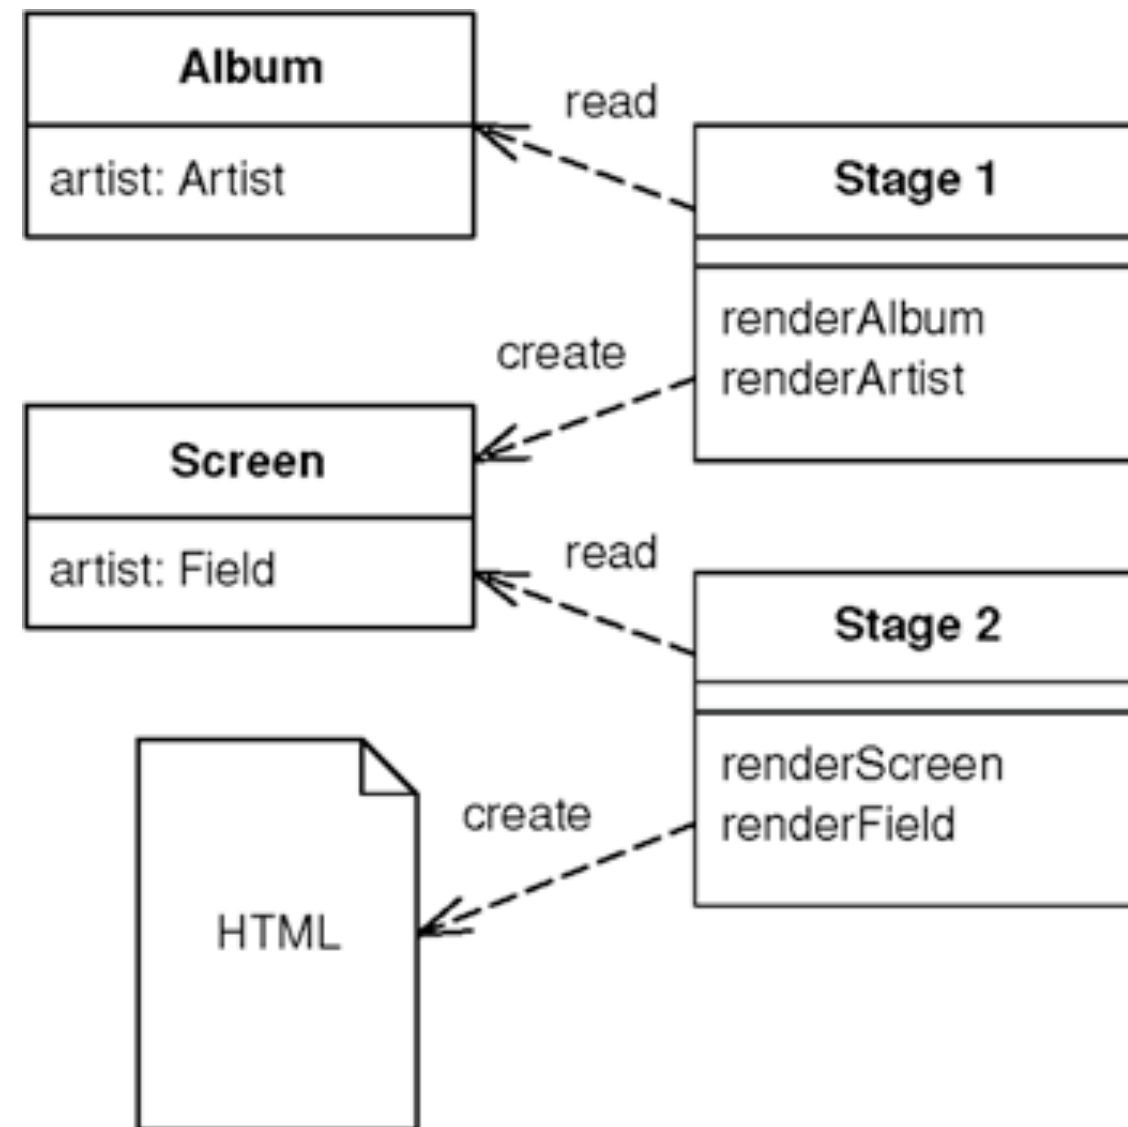 Album
artist: Artist
read
Stage 1
renderAlbum
renderArtist
create
Screen
artist: Field
read
Stage 2
renderScreen
renderField
create
HTML